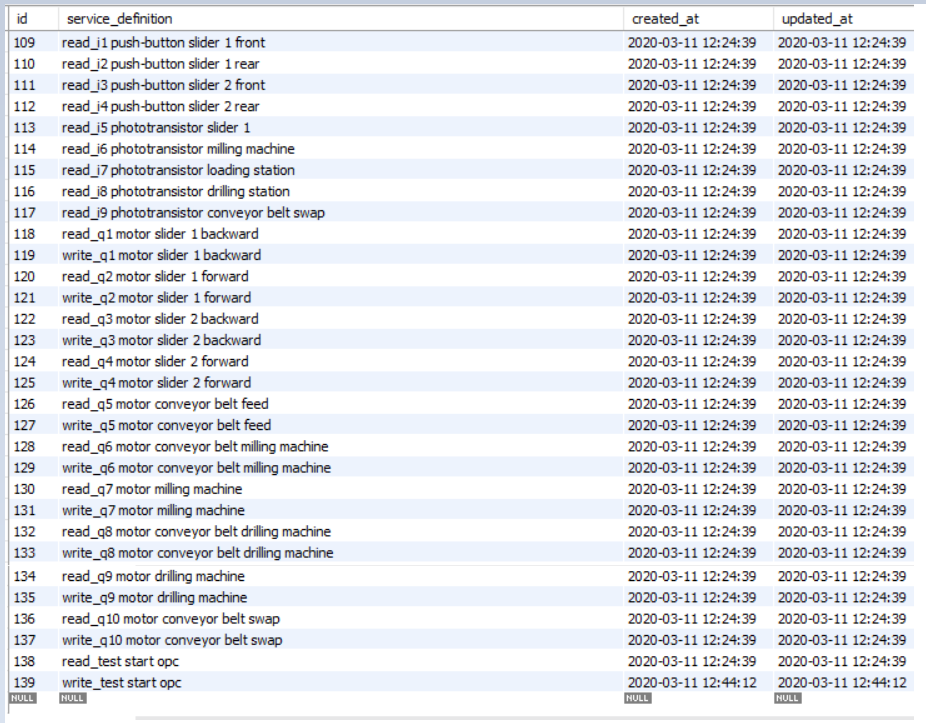 id service_definition created_at updated_at
109 read_i1 push-button slider 1 front 2020-03-11 12:24:39 2020-03-11 12:24:39
110 read_i2 push-button slider 1 rear 2020-03-11 12:24:39 2020-03-11 12:24:39
111 read_i3 push-button slider 2 front 2020-03-11 12:24:39 2020-03-11 12:24:39
112 read_i4 push-button slider 2 rear 2020-03-11 12:24:39 2020-03-11 12:24:39
113 read_i5 phototransistor slider 1 2020-03-11 12:24:39 2020-03-11 12:24:39
114 read_i6 phototransistor milling machine 2020-03-11 12:24:39 2020-03-11 12:24:39
115 read_i7 phototransistor loading station 2020-03-11 12:24:39 2020-03-11 12:24:39
116 read_i8 phototransistor drilling station 2020-03-11 12:24:39 2020-03-11 12:24:39
117 read_i9 phototransistor conveyor belt swap 2020-03-11 12:24:39 2020-03-11 12:24:39
118 read_q1 motor slider 1 backward 2020-03-11 12:24:39 2020-03-11 12:24:39
119 write_q1 motor slider 1 backward 2020-03-11 12:24:39 2020-03-11 12:24:39
120 read_q2 motor slider 1 forward 2020-03-11 12:24:39 2020-03-11 12:24:39
121 write_q2 motor slider 1 forward 2020-03-11 12:24:39 2020-03-11 12:24:39
122 read_q3 motor slider 2 backward 2020-03-11 12:24:39 2020-03-11 12:24:39
123 write_q3 motor slider 2 backward 2020-03-11 12:24:39 2020-03-11 12:24:39
124 read_q4 motor slider 2 forward 2020-03-11 12:24:39 2020-03-11 12:24:39
125 write_q4 motor slider 2 forward 2020-03-11 12:24:39 2020-03-11 12:24:39
126 read_q5 motor conveyor belt feed 2020-03-11 12:24:39 2020-03-11 12:24:39
127 write_q5 motor conveyor belt feed 2020-03-11 12:24:39 2020-03-11 12:24:39
128 read_q6 motor conveyor belt milling machine 2020-03-11 12:24:39 2020-03-11 12:24:39
129 write_q6 motor conveyor belt milling machine 2020-03-11 12:24:39 2020-03-11 12:24:39
130 read_q7 motor milling machine 2020-03-11 12:24:39 2020-03-11 12:24:39
131 write_q7 motor milling machine 2020-03-11 12:24:39 2020-03-11 12:24:39
132 read_q8 motor conveyor belt drilling machine 2020-03-11 12:24:39 2020-03-11 12:24:39
133 write_q8 motor conveyor belt drilling machine 2020-03-11 12:24:39 2020-03-11 12:24:39
134 read_q9 motor drilling machine 2020-03-11 12:24:39 2020-03-11 12:24:39
135 write_q9 motor drilling machine 2020-03-11 12:24:39 2020-03-11 12:24:39
136 read_q10 motor conveyor belt swap 2020-03-11 12:24:39 2020-03-11 12:24:39
137 write_q10 motor conveyor belt swap 2020-03-11 12:24:39 2020-03-11 12:24:39
138 read_test start opc 2020-03-11 12:24:39 2020-03-11 12:24:39
139 write_test start opc 2020-03-11 12:44:12 2020-03-11 12:44:12
NULL NULL NULL NULL